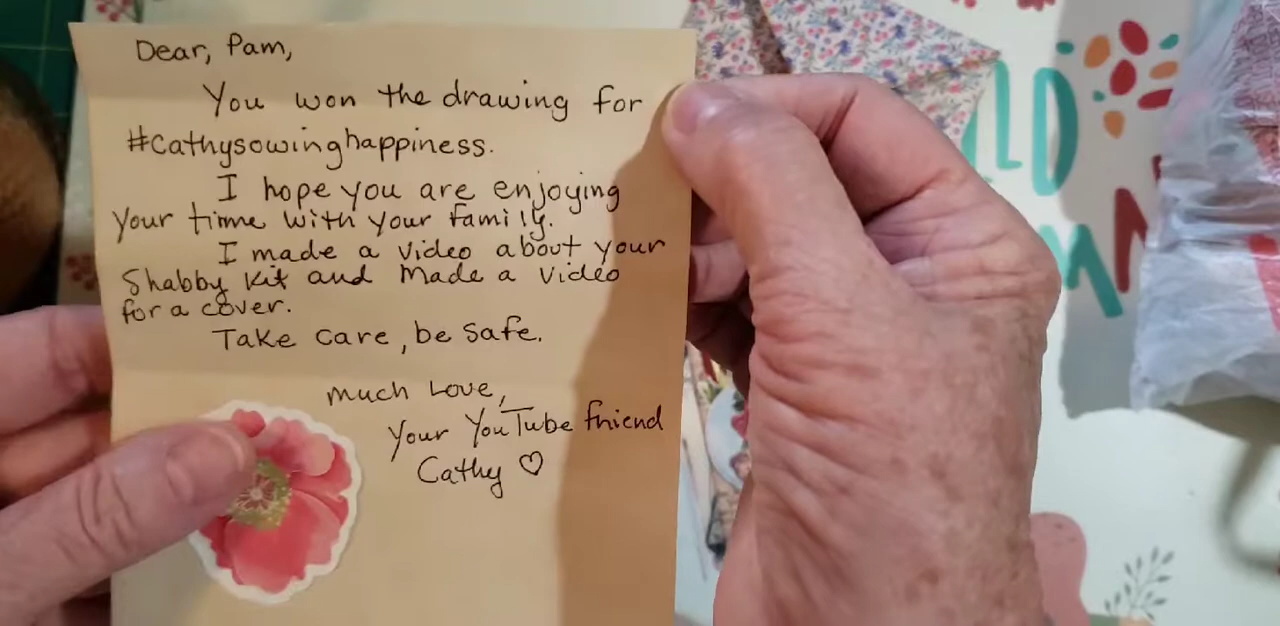 Dear, Pam,
You won the drawing for
#cathysowinghappiness.
I hope you are enjoying
your time with your family.
I made a video about your
Shabby Kit and made a video
for a cover.
Take care, be safe.
much Love,
Your YouTube friend
Cathy ♡
LD